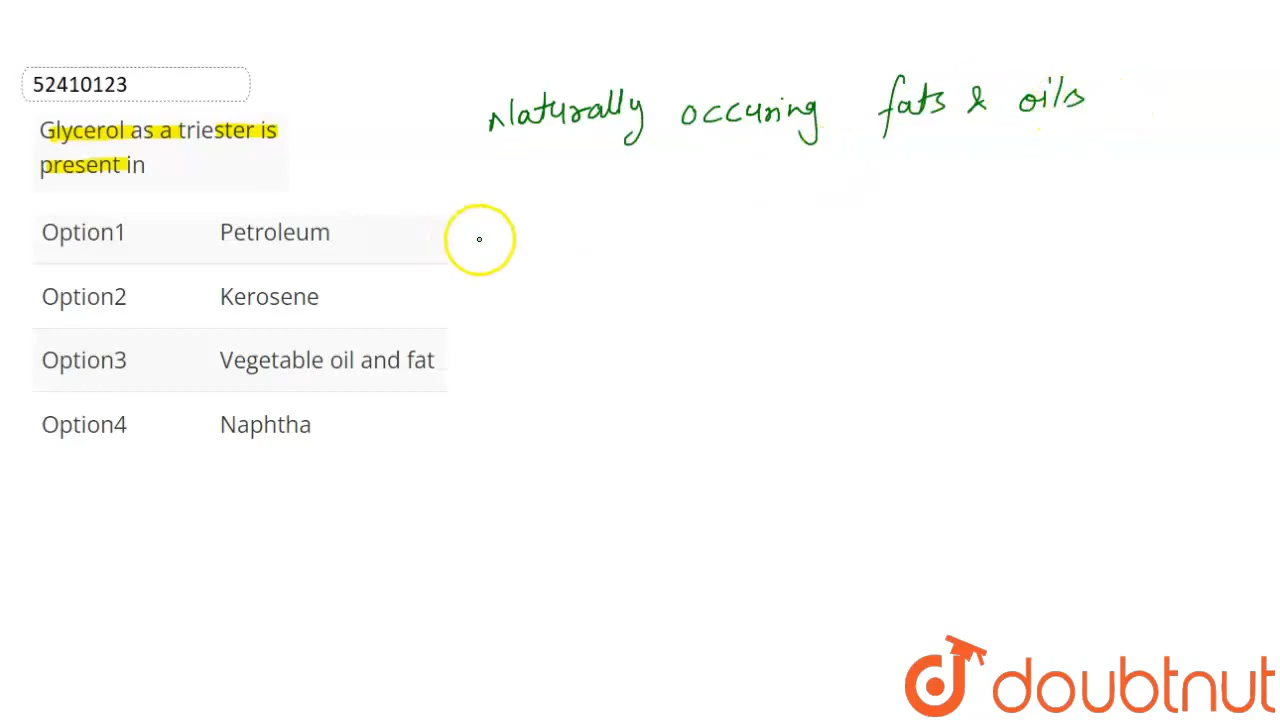 52410123
Naturally occuring fats & oils
Glycerol as a triester is
present in
Option1 Petroleum
Option2 Kerosene
Option3 Vegetable oil and fat
Option4 Naphtha
doubtnut